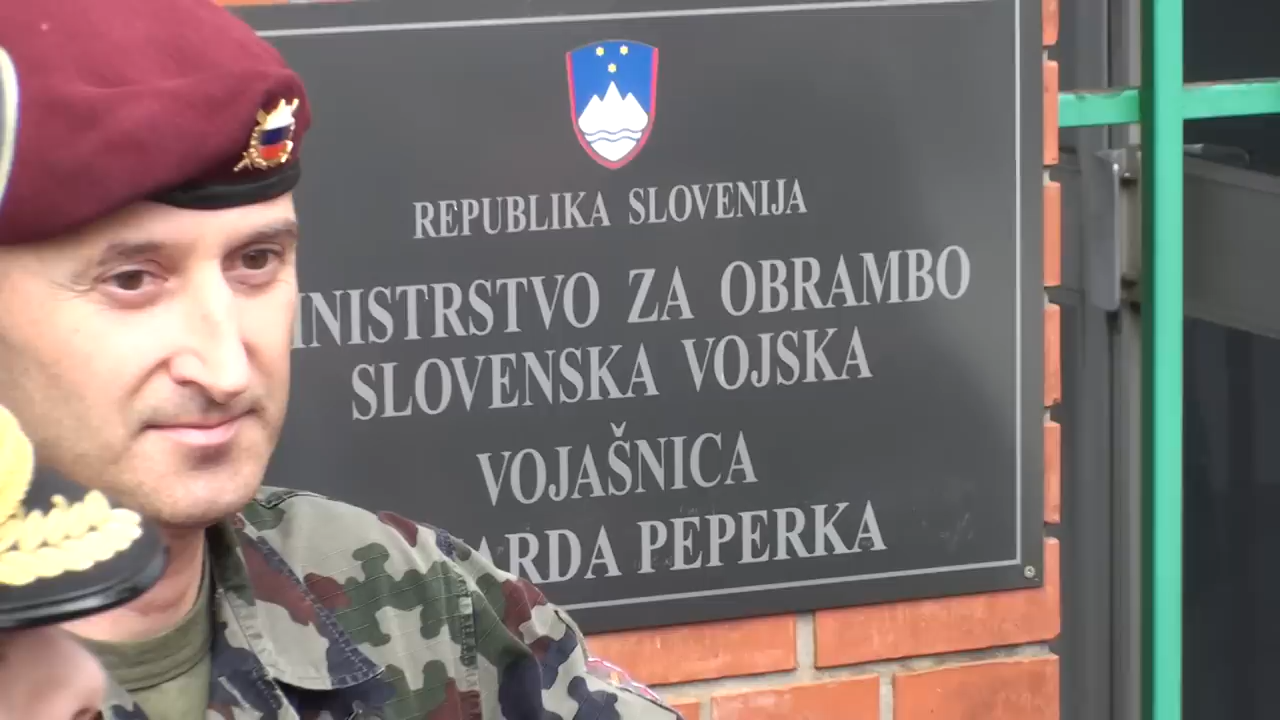 REPUBLIKA SLOVENIJA
INISTRSTVO ZA OBRAMBO
SLOVENSKA VOJSKA
VOJAŠNICA
ARDA PEPERKA